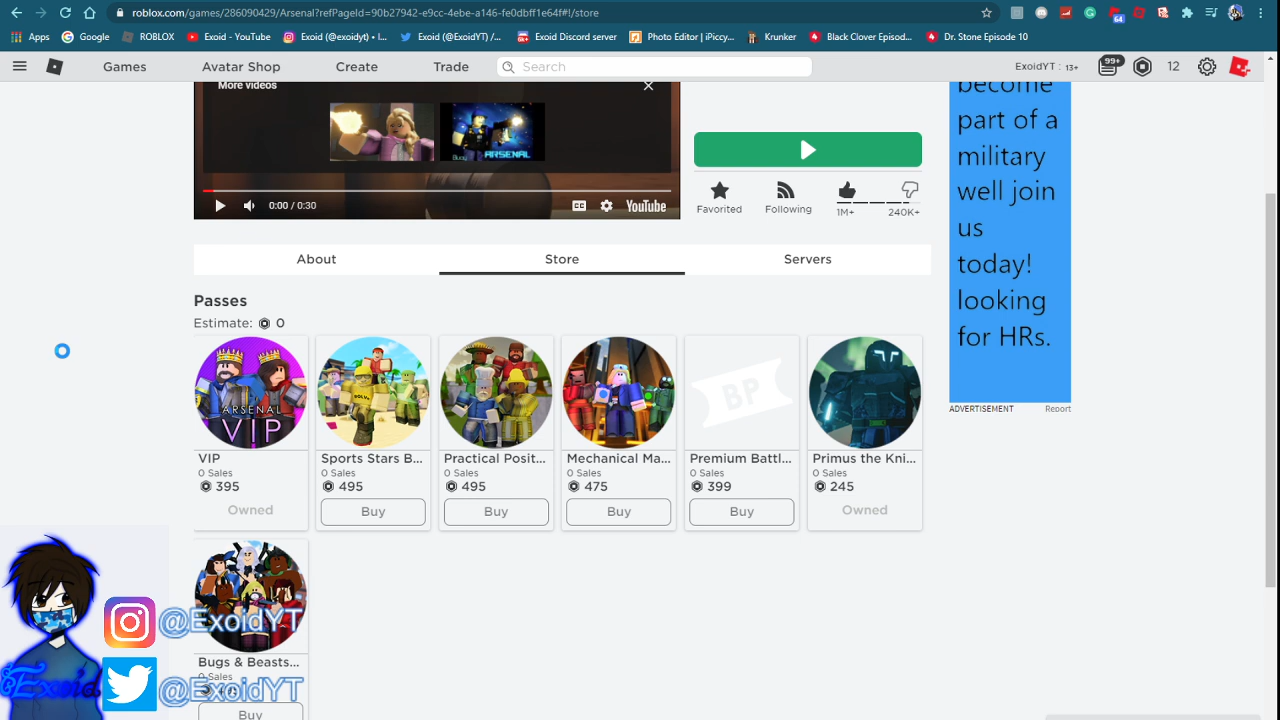 roblox.com/games/286090429/Arsenal?refPageId=90b27942-e9cc-4ebe-a146-fe0dbff1e64f#!/store
64
Apps Google ROBLOX Exoid - YouTube Exoid (@exoidyt) • I... Exoid (@ExoidYT) /... Exoid Discord server Photo Editor | iPiccy... Krunker Black Clover Episod... Dr. Stone Episode 10
Games Avatar Shop Create Trade Search ExoidYT : 13+ 99+ 12
More videos
Buoy ARSENAL
0:00 / 0:30 YouTube
Favorited Following 1M+ 240K+
become
part of a
military
well join
us
today!
looking
for HRs.
ADVERTISEMENT Report
About Store Servers
Passes
Estimate: 0
ARSENAL
VIP
GOLD
BP
VIP Sports Stars B... Practical Posit... Mechanical Ma... Premium Battl... Primus the Kni...
0 Sales 0 Sales 0 Sales 0 Sales 0 Sales 0 Sales
395 495 495 475 399 245
Owned Buy Buy Buy Buy Owned
@ExoidYT
Bugs & Beasts...
0 Sales
Exoid
@ExoidYT
Buy